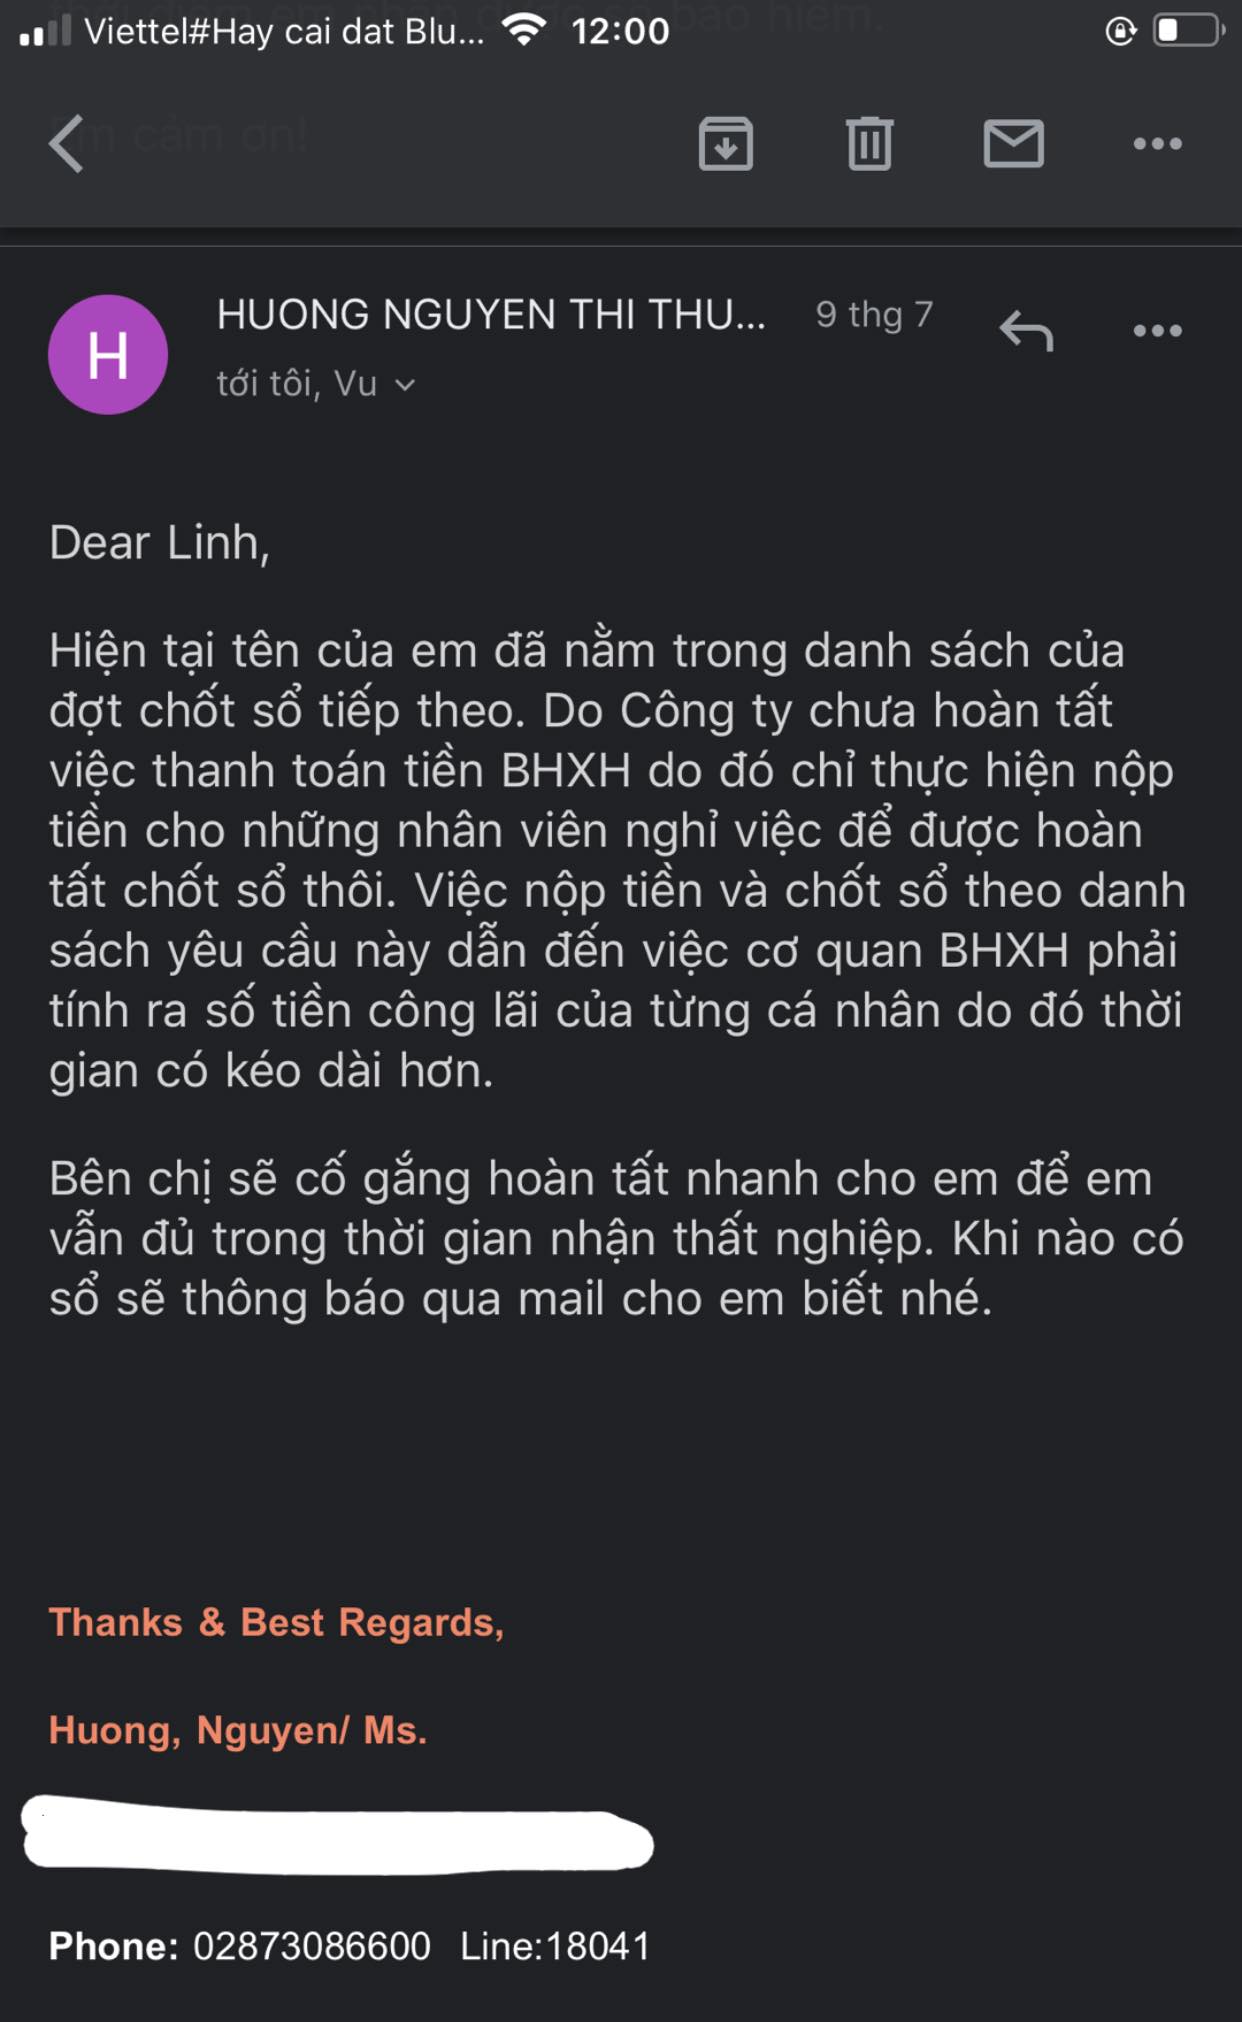 Viettel#Hay cai dat Blu... 12:00
Em cảm ơn!
HUONG NGUYEN THI THU... 9 thg 7
H
tới tôi, Vu
Dear Linh,
Hiện tại tên của em đã nằm trong danh sách của
đợt chốt sổ tiếp theo. Do Công ty chưa hoàn tất
việc thanh toán tiền BHXH do đó chỉ thực hiện nộp
tiền cho những nhân viên nghỉ việc để được hoàn
tất chốt sổ thôi. Việc nộp tiền và chốt sổ theo danh
sách yêu cầu này dẫn đến việc cơ quan BHXH phải
tính ra số tiền công lãi của từng cá nhân do đó thời
gian có kéo dài hơn.
Bên chị sẽ cố gắng hoàn tất nhanh cho em để em
vẫn đủ trong thời gian nhận thất nghiệp. Khi nào có
sổ sẽ thông báo qua mail cho em biết nhé.
Thanks & Best Regards,
Huong, Nguyen/ Ms.
Phone: 02873086600 Line:18041